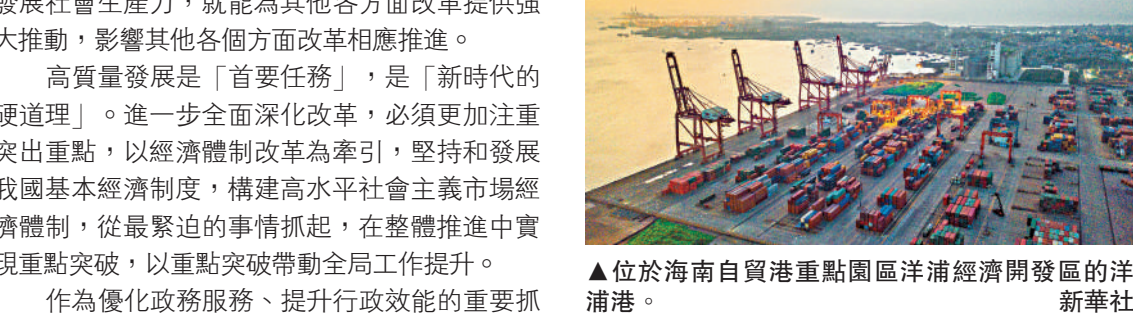 發展社會生產力，就能為其他各方面改革提供強
大推動，影響其他各個方面改革相應推進。
高質量發展是「首要任務」，是「新時代的
硬道理」。進一步全面深化改革，必須更加注重
突出重點，以經濟體制改革為牽引，堅持和發展
我國基本經濟制度，構建高水平社會主義市場經
濟體制，從最緊迫的事情抓起，在整體推進中實
現重點突破，以重點突破帶動全局工作提升。
作為優化政務服務、提升行政效能的重要抓
▲位於海南自貿港重點園區洋浦經濟開發區的洋
浦港。 新華社